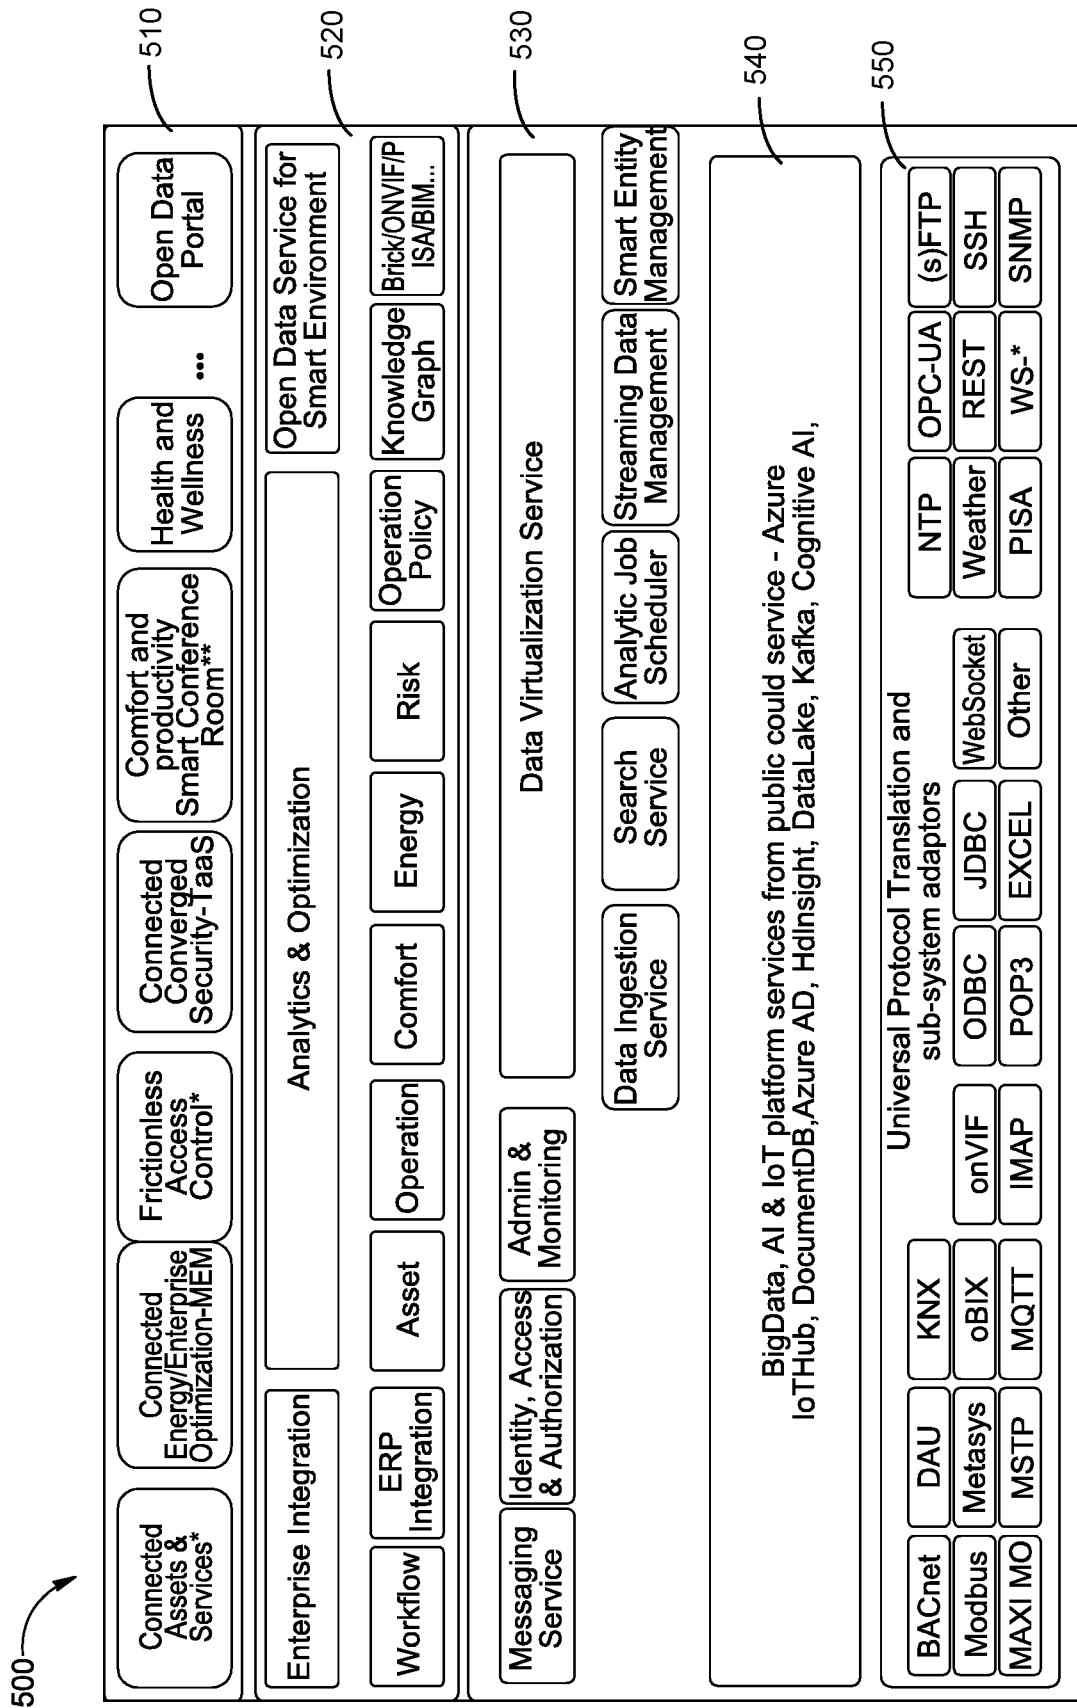 500
Connected
Assets &
Services*
Connected
Energy/Enterprise
Optimization-MEM
Frictionless
Access
Control*
Connected
Converged
Security-TaaS
Comfort and
productivity
Smart Conference
Room**
Health and
Wellness
...
Open Data
Portal
510
Enterprise Integration
Analytics & Optimization
Open Data Service for
Smart Environment
520
Workflow
ERP
Integration
Asset
Operation
Comfort
Energy
Risk
Operation
Policy
Knowledge
Graph
Brick/ONVIF/P
ISA/BIM...
Messaging
Service
Identity, Access
& Authorization
Admin &
Monitoring
Data Virtualization Service
530
Data Ingestion
Service
Search
Service
Analytic Job
Scheduler
Streaming Data
Management
Smart Entity
Management
BigData, AI & IoT platform services from public could service - Azure
IoTHub, DocumentDB,Azure AD, HdInsight, DataLake, Kafka, Cognitive AI,
540
Universal Protocol Translation and
sub-system adaptors
550
BACnet
DAU
KNX
NTP
OPC-UA
(s)FTP
Modbus
Metasys
oBIX
onVIF
ODBC
JDBC
WebSocket
Weather
REST
SSH
MAXI MO
MSTP
MQTT
IMAP
POP3
EXCEL
Other
PISA
WS-*
SNMP